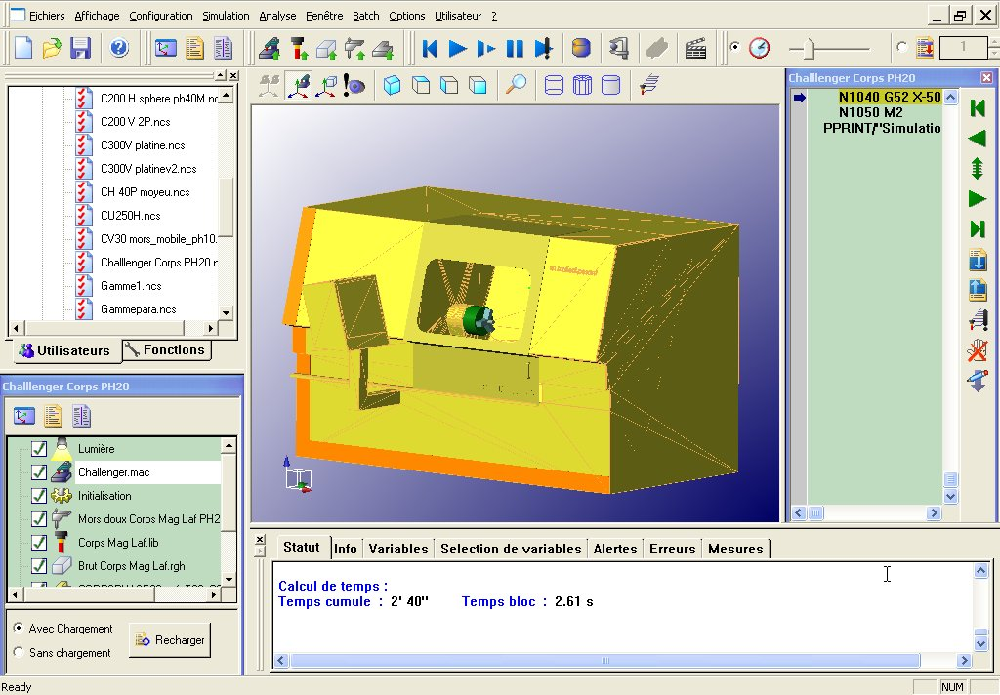 Fichiers Affichage Configuration Simulation Analyse Fenêtre Batch Options Utilisateur ?
1
C200 H sphere ph40M.nc
C200 V 2P.ncs
C300V platine.ncs
C300V platinev2.ncs
CH 40P moyeu.ncs
CU250H.ncs
CV30 mors_mobile_ph10.
Challlenger Corps PH20.r
Gamme1.ncs
Gammepara.ncs
Utilisateurs Fonctions
Challlenger Corps PH20
Lumière
Challenger.mac
Initialisation
Mors doux Corps Mag Laf PH2
Corps Mag Laf.lib
Brut Corps Mag Laf.rgh
Avec Chargement
Sans chargement
Recharger
Challlenger Corps PH20
N1040 G52 X-50
N1050 M2
PPRINT/"Simulatio
Statut Info Variables Selection de variables Alertes Erreurs Mesures
Calcul de temps :
Temps cumule : 2' 40" Temps bloc : 2.61 s
Ready
NUM